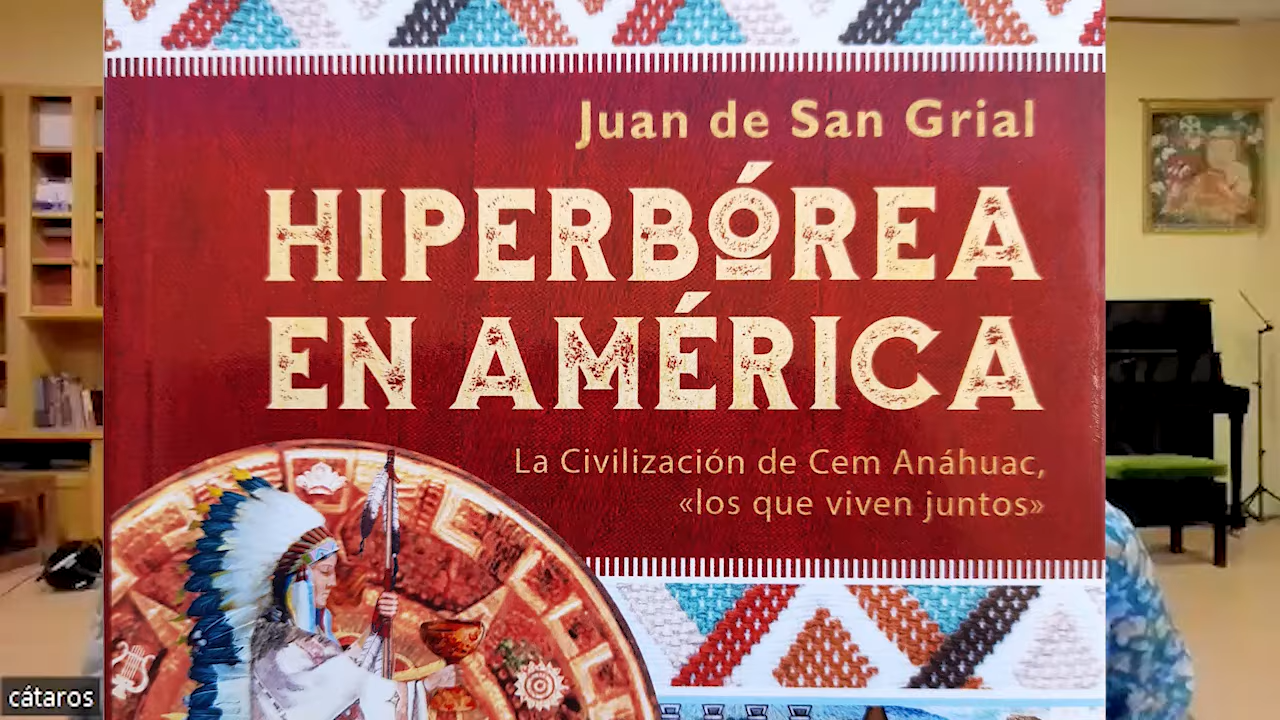 Juan de San Grial
HIPERBÓREA
EN AMÉRICA
La Civilización de Cem Anáhuac,
«los que viven juntos»
cátaros